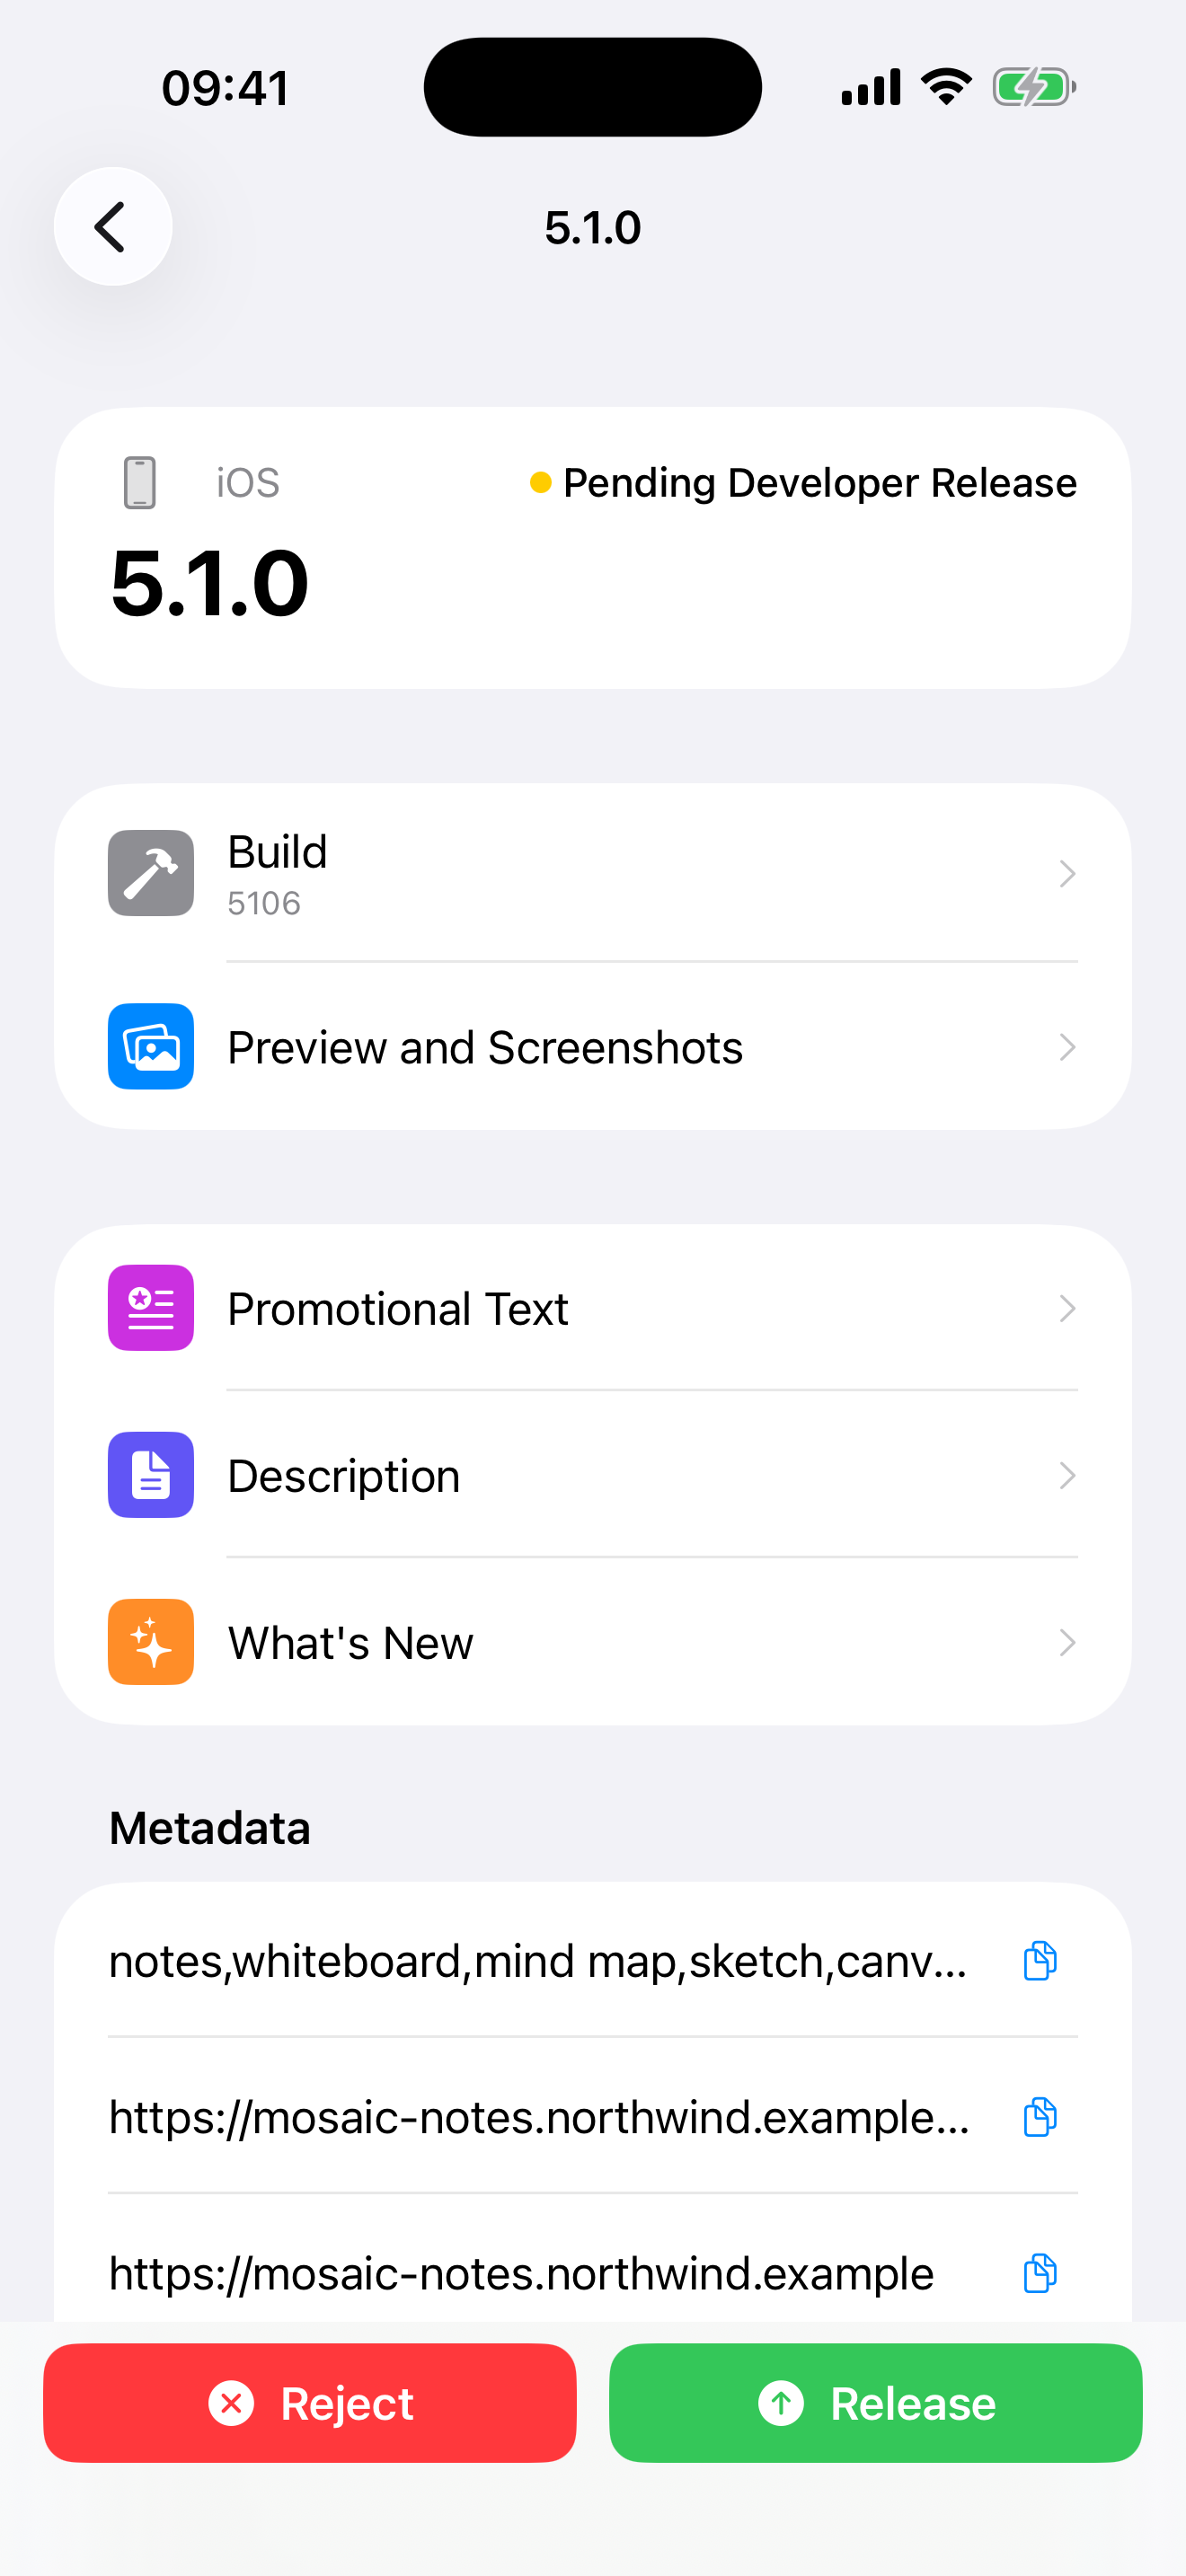 09:41
5.1.0
iOS
Pending Developer Release
5.1.0
Build
5106
Preview and Screenshots
Promotional Text
Description
What's New
Metadata
notes,whiteboard,mind map,sketch,canv...
https://mosaic-notes.northwind.example...
https://mosaic-notes.northwind.example
Reject
Release